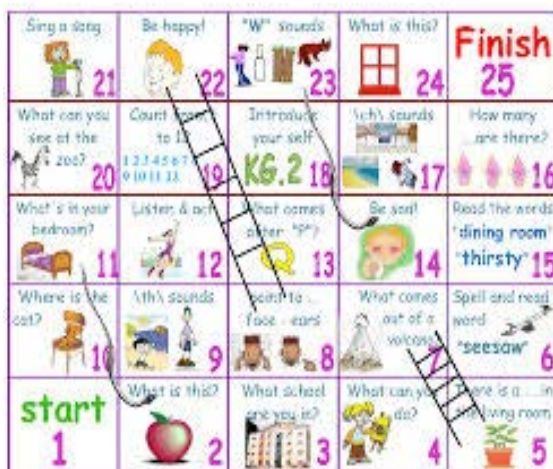 Sing a song
21
Be happy!
22
"W" sounds
23
What is this?
24
Finish
25
What can you
see at the
zoo?
20
Count
to
1 2 3 4 5 6 7
9 10 11 12
19
Introduce
your self
KG.2
18
\ch\ sounds
17
How many
are there?
16
What's in your
bedroom?
11
Listen & act
12
What comes
after
13
Be sad!
14
Read the words
"dining room"
"thirsty"
15
Where is the
cat?
10
\th\ sounds
9
point to ..
face - ears
8
What comes
out of a
volcano
7
Spell and read
word
"seesaw"
6
start
1
What is this?
2
What school
are you in?
3
What can you
do?
4
There is a ....in
the living room
5